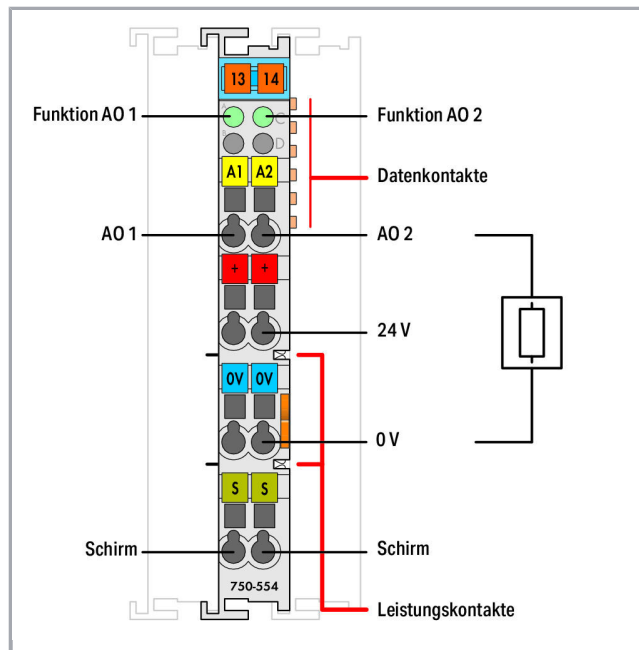 13 14
Funktion AO 1
A
C
Funktion AO 2
B
D
A1 A2
Datenkontakte
AO 1
AO 2
+ +
24 V
0V 0V
0 V
S S
Schirm
Schirm
750-554
Leistungskontakte